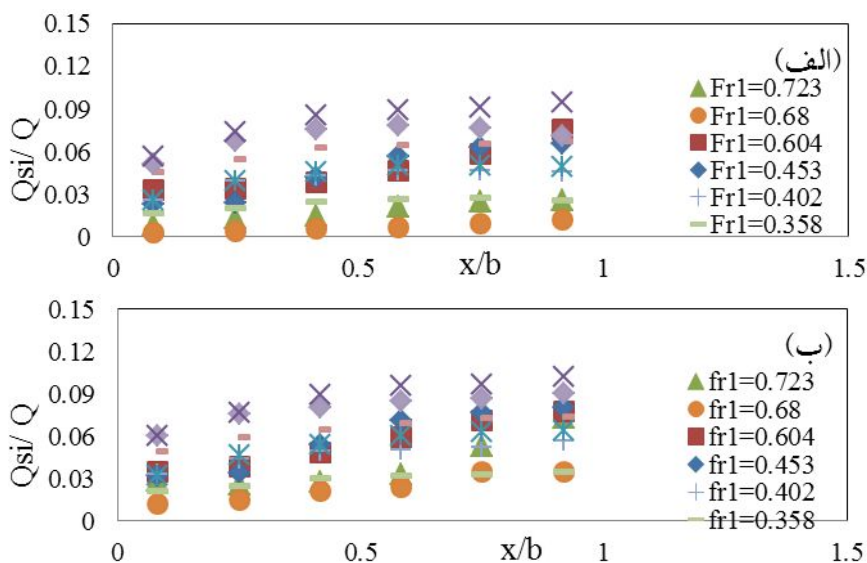 0.15
0.12
0.09
0.06
0.03
0
Qsi/ Q
(الف)
Fr1=0.723
Fr1=0.68
Fr1=0.604
Fr1=0.453
Fr1=0.402
Fr1=0.358
0
0.5
x/b
1
1.5
0.15
0.12
0.09
0.06
0.03
0
Qsi/ Q
(ب)
fr1=0.723
fr1=0.68
fr1=0.604
fr1=0.453
fr1=0.402
fr1=0.358
0
0.5
x/b
1
1.5